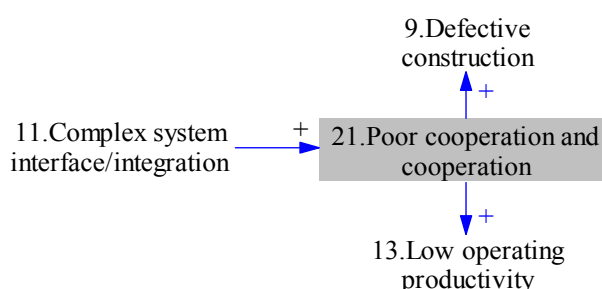 9.Defective
construction
+
11.Complex system
interface/integration
+
21.Poor cooperation and
cooperation
+
13.Low operating
productivity